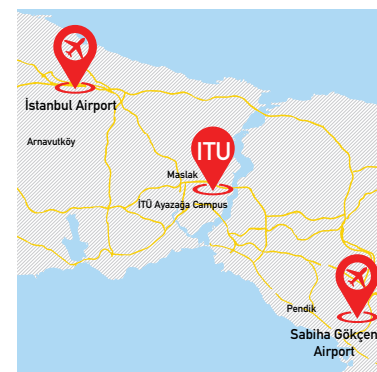 İstanbul Airport
Arnavutköy
ITU
Maslak
İTÜ Ayazağa Campus
Pendik
Sabiha Gökçen
Airport